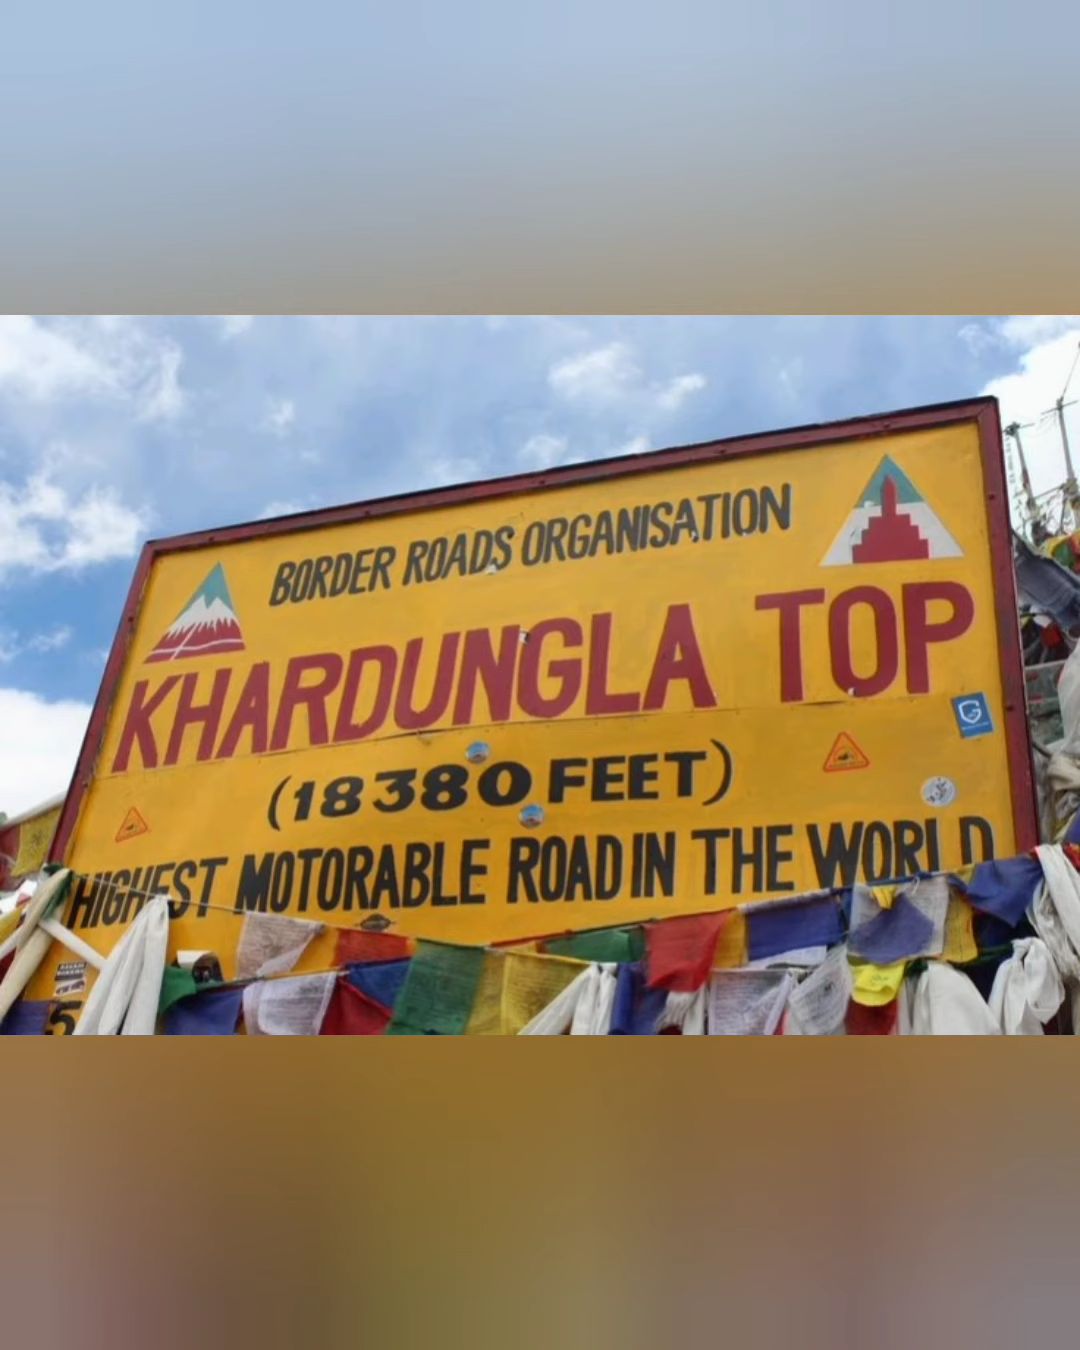 BORDER ROADS ORGANISATION
KHARDUNGLA TOP
(18380 FEET)
HIGHEST MOTORABLE ROAD IN THE WORLD